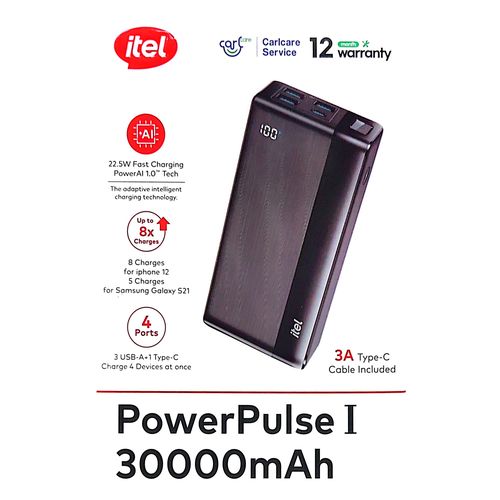 itel
carlcare
Carlcare
Service
12 month warranty
+AI
22.5W Fast Charging
PowerAI 1.0™ Tech
The adaptive intelligent
charging technology.
Up to
8x
Charges
8 Charges
for iphone 12
5 Charges
for Samsung Galaxy S21
4
Ports
3 USB-A+1 Type-C
Charge 4 Devices at once
100%
itel
3A Type-C
Cable Included
PowerPulse I
30000mAh